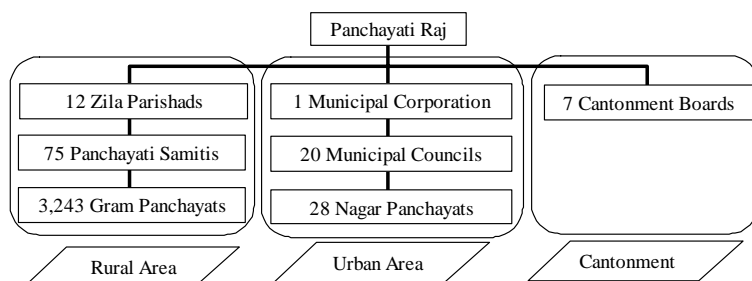 Panchayati Raj
12 Zila Parishads
75 Panchayati Samitis
3,243 Gram Panchayats
Rural Area
1 Municipal Corporation
20 Municipal Councils
28 Nagar Panchayats
Urban Area
7 Cantonment Boards
Cantonment